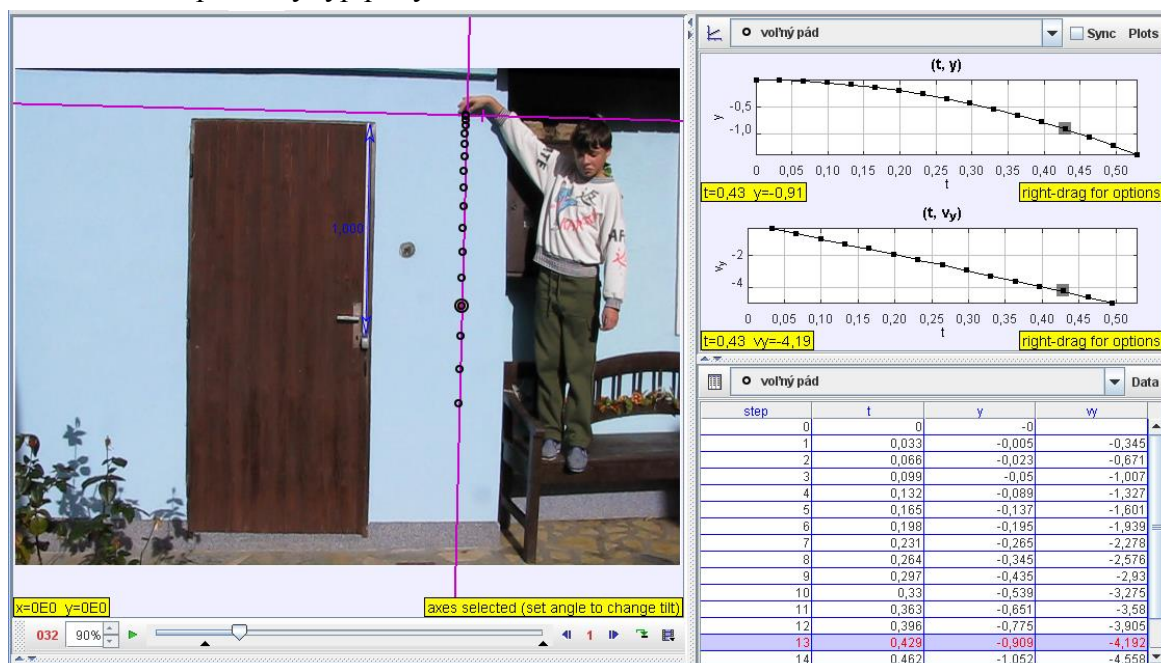 voľný pád
Sync Plots
(t, y)
y
-0,5
-1,0
0 0,05 0,10 0,15 0,20 0,25 0,30 0,35 0,40 0,45 0,50
t
t=0,43 y=-0,91
right-drag for options
(t, vy)
vy
-2
-4
0 0,05 0,10 0,15 0,20 0,25 0,30 0,35 0,40 0,45 0,50
t
t=0,43 vy=-4,19
right-drag for options
1,000
x=0E0 y=0E0
axes selected (set angle to change tilt)
032 90% 1
voľný pád
Data
step t y vy
0 0 -0
1 0,033 -0,005 -0,345
2 0,066 -0,023 -0,671
3 0,099 -0,05 -1,007
4 0,132 -0,089 -1,327
5 0,165 -0,137 -1,601
6 0,198 -0,195 -1,939
7 0,231 -0,265 -2,278
8 0,264 -0,345 -2,576
9 0,297 -0,435 -2,93
10 0,33 -0,539 -3,275
11 0,363 -0,651 -3,58
12 0,396 -0,775 -3,905
13 0,429 -0,909 -4,192
14 0,462 -1,052 -4,558